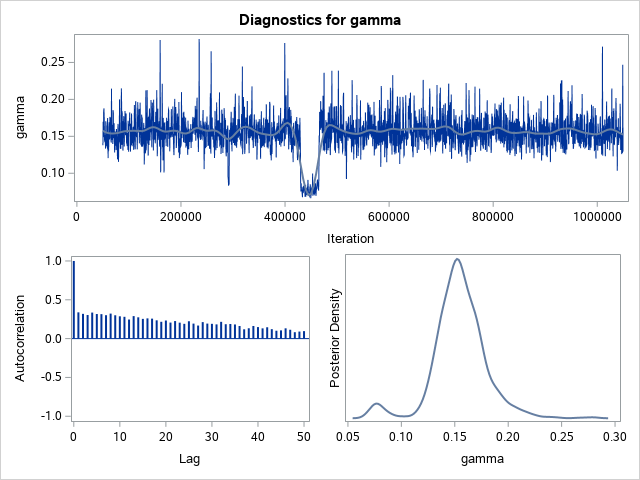 Diagnostics for gamma
gamma
0.25
0.20
0.15
0.10
0 200000 400000 600000 800000 1000000
Iteration
Autocorrelation
1.0
0.5
0.0
-0.5
-1.0
0 10 20 30 40 50
Lag
Posterior Density
0.05 0.10 0.15 0.20 0.25 0.30
gamma